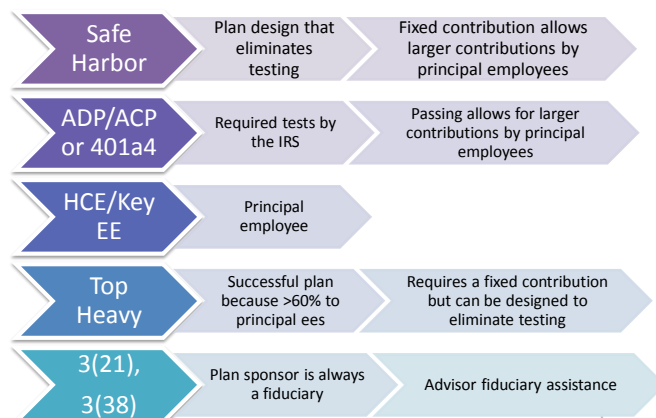 Safe
Harbor
Plan design that
eliminates
testing
Fixed contribution allows
larger contributions by
principal employees
ADP/ACP
or 401a4
Required tests by
the IRS
Passing allows for larger
contributions by principal
employees
HCE/Key
EE
Principal
employee
Top
Heavy
Successful plan
because >60% to
principal ees
Requires a fixed contribution
but can be designed to
eliminate testing
3(21),
3(38)
Plan sponsor is always
a fiduciary
Advisor fiduciary assistance